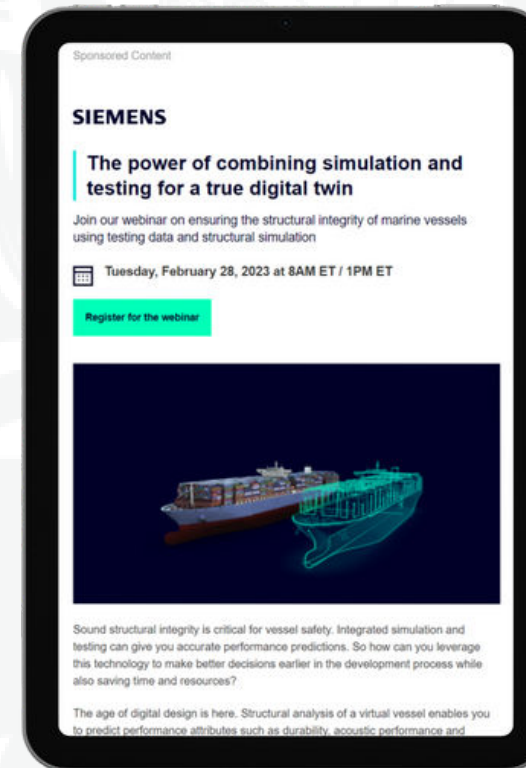 Sponsored Content
SIEMENS
The power of combining simulation and
testing for a true digital twin
Join our webinar on ensuring the structural integrity of marine vessels
using testing data and structural simulation
Tuesday, February 28, 2023 at 8AM ET / 1PM ET
Register for the webinar
Sound structural integrity is critical for vessel safety. Integrated simulation and
testing can give you accurate performance predictions. So how can you leverage
this technology to make better decisions earlier in the development process while
also saving time and resources?
The age of digital design is here. Structural analysis of a virtual vessel enables you
to predict performance attributes such as durability, acoustic performance and